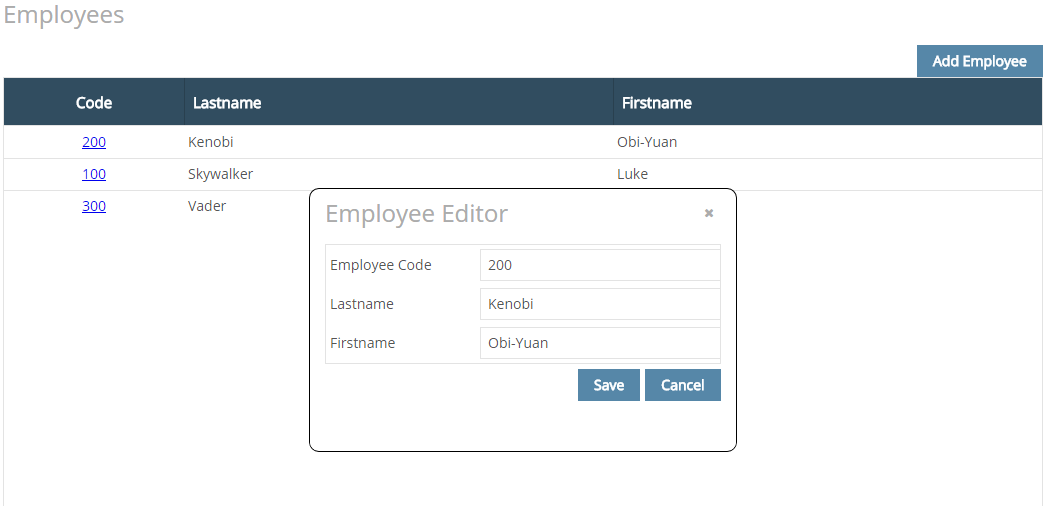 Employees
Add Employee
Code Lastname Firstname
200 Kenobi Obi-Yuan
100 Skywalker Luke
300 Vader
Employee Editor ×
Employee Code 200
Lastname Kenobi
Firstname Obi-Yuan
Save Cancel